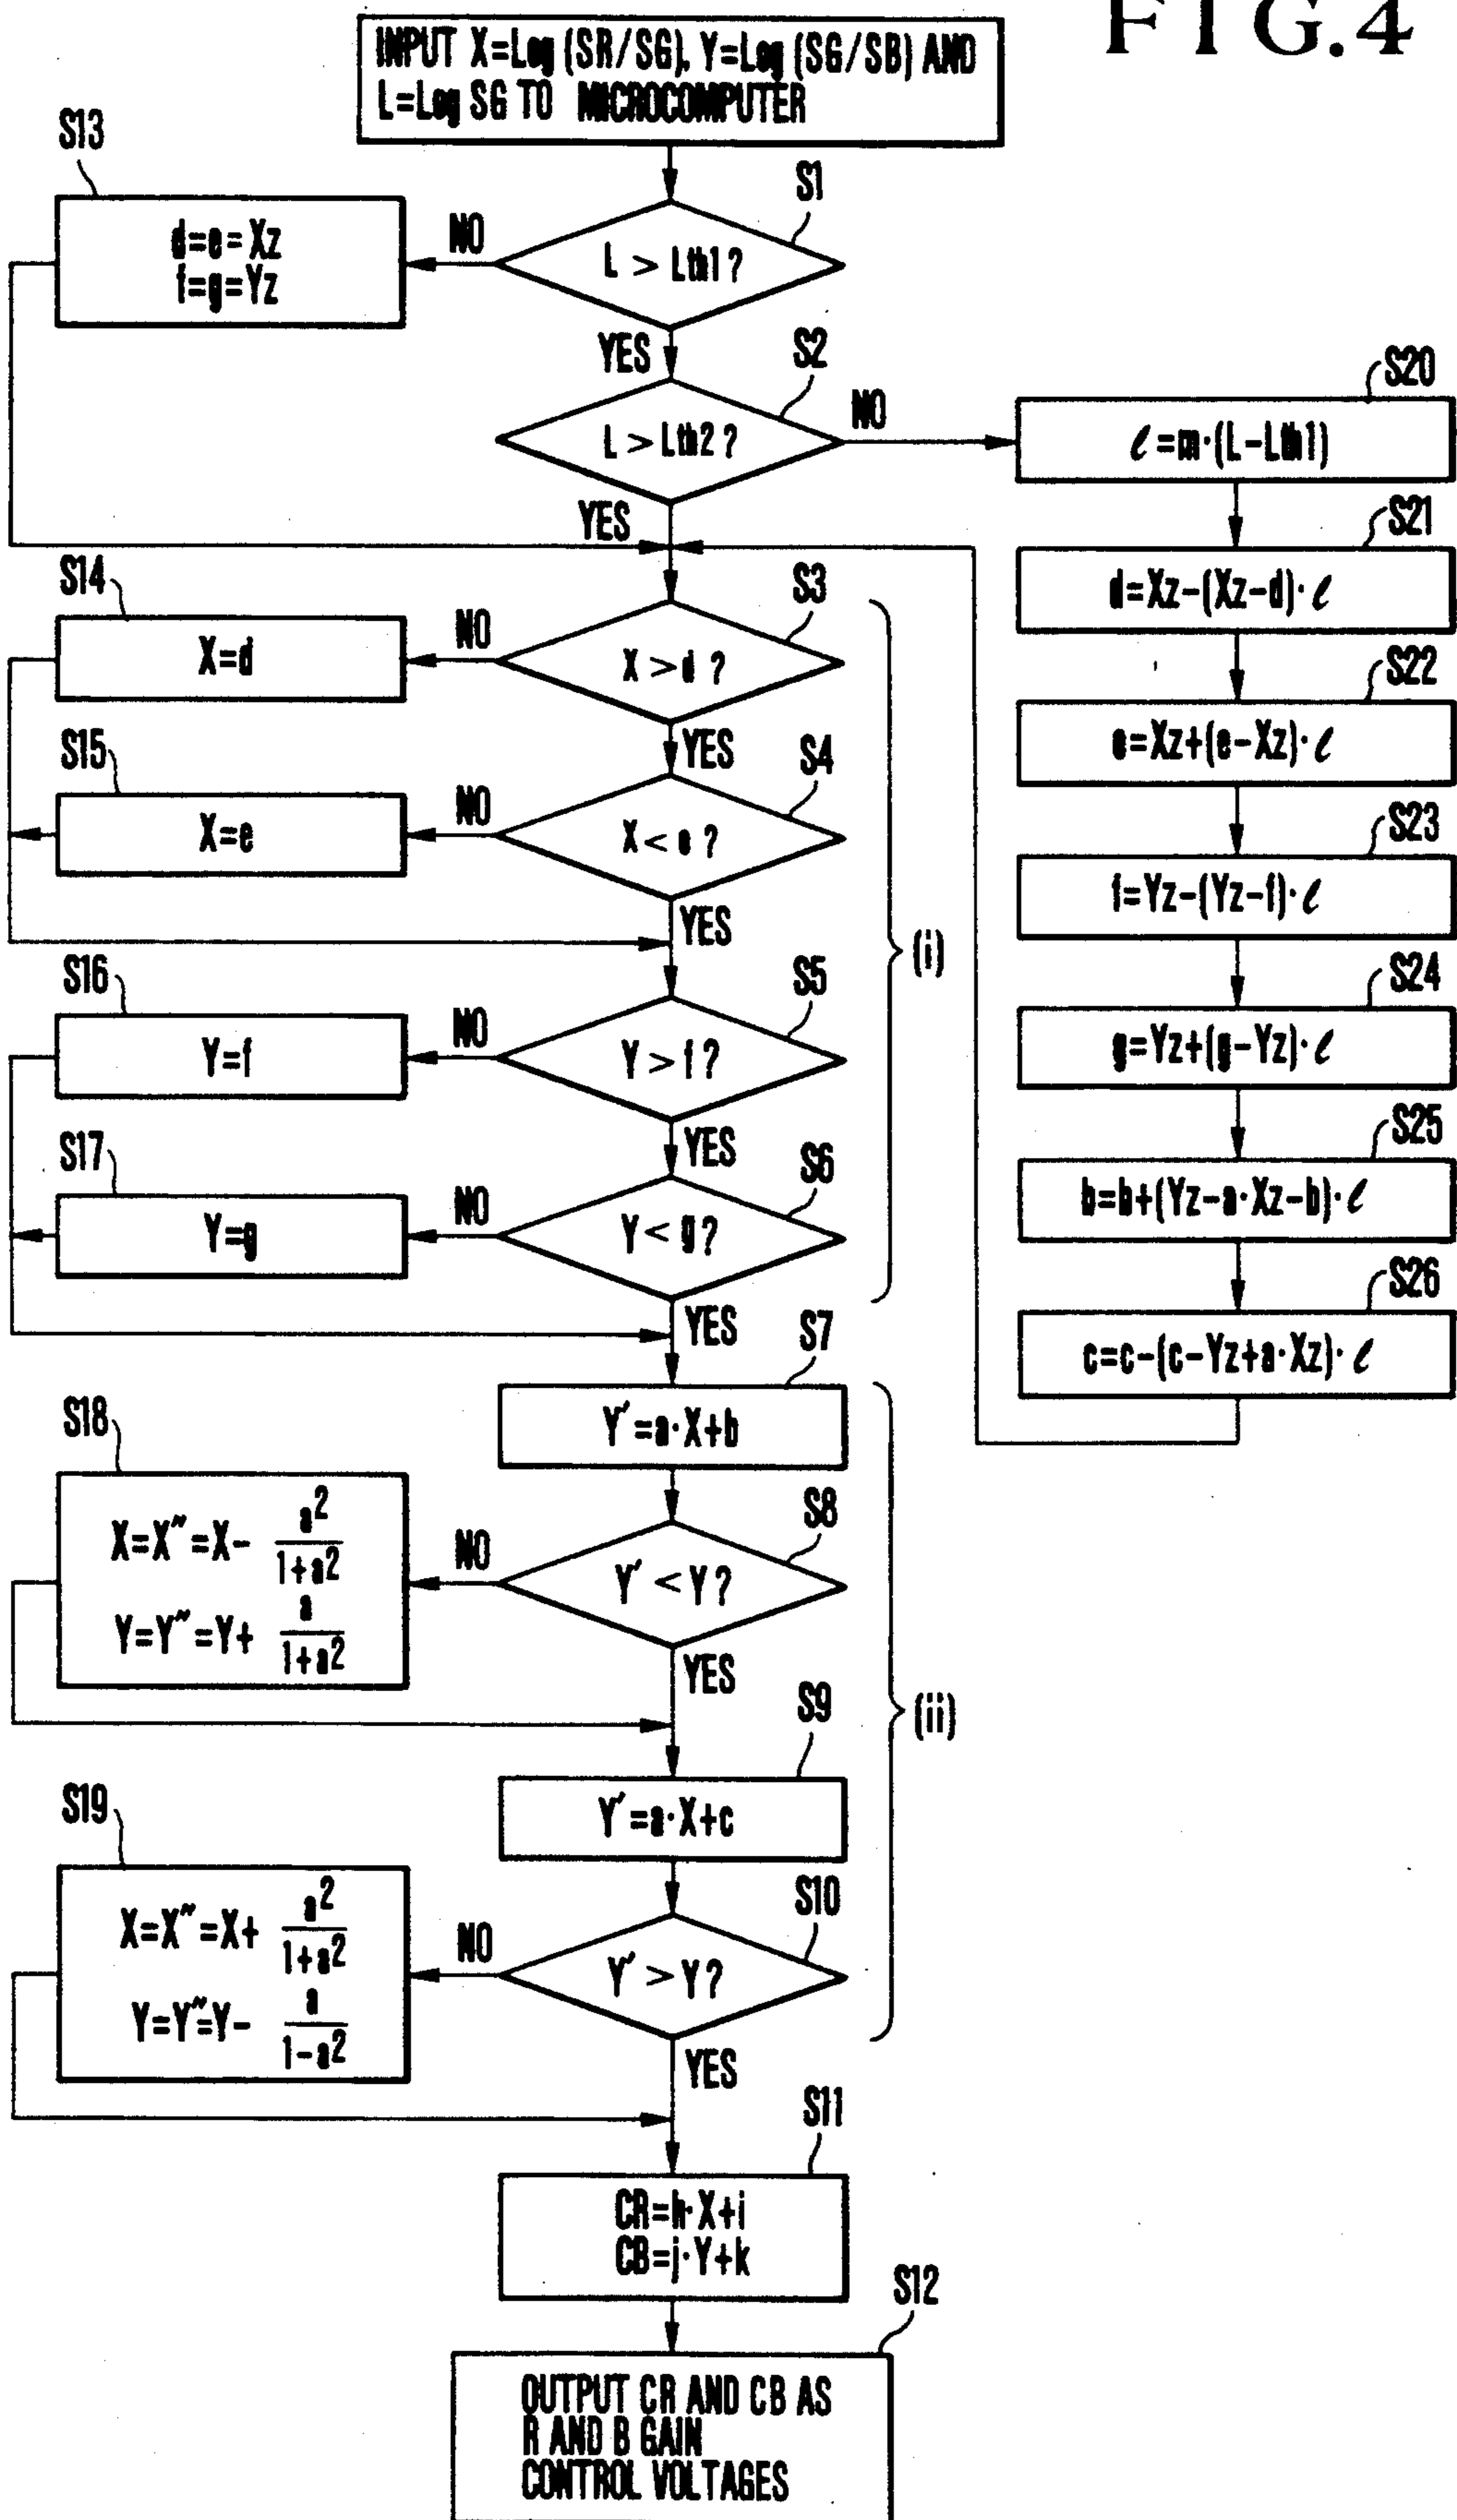 FIG.4
INPUT X=Log (SR/SG), Y=Log (SG/SB) AND
L=Log SG TO MICROCOMPUTER
S13
d=e=Xz
f=g=Yz
NO
S1
L > Lth1?
YES
S2
L > Lth2?
NO
YES
S20
ℓ=m·(L-Lth1)
S21
d=Xz-(Xz-d)·ℓ
S22
e=Xz+(e-Xz)·ℓ
S23
f=Yz-(Yz-f)·ℓ
S24
g=Yz+(g-Yz)·ℓ
S25
b=b+(Yz-a·Xz-b)·ℓ
S26
c=c-(c-Yz+a·Xz)·ℓ
S14
X=d
NO
S3
X > d ?
YES
S15
X=e
NO
S4
X < e ?
YES
(i)
S16
Y=f
NO
S5
Y > f ?
YES
S17
Y=g
NO
S6
Y < g?
YES
S7
Y'=a·X+b
S18
X=X"=X- a²/1+a²
Y=Y"=Y+ a/1+a²
NO
S8
Y' < Y?
YES
(ii)
S9
Y'=a·X+c
S19
X=X"=X+ a²/1+a²
Y=Y"=Y- a/1-a²
NO
S10
Y' > Y?
YES
S11
CR=h·X+i
CB=j·Y+k
S12
OUTPUT CR AND CB AS
R AND B GAIN
CONTROL VOLTAGES